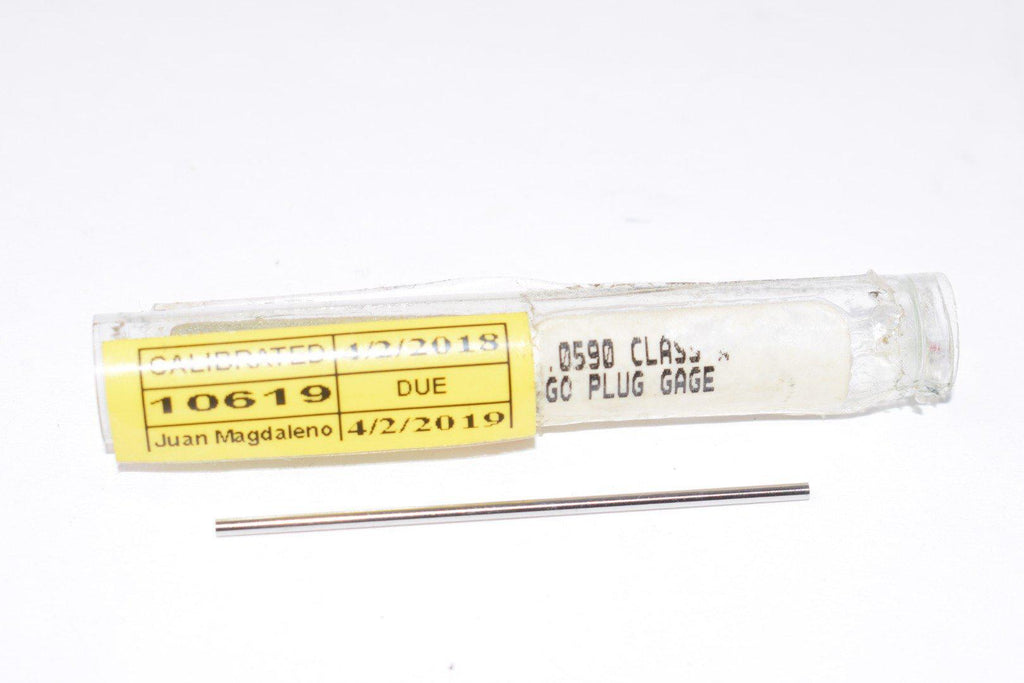 CALIBRATED 4/2/2018
10619 DUE
Juan Magdaleno 4/2/2019
.0590 CLASS
GO PLUG GAGE